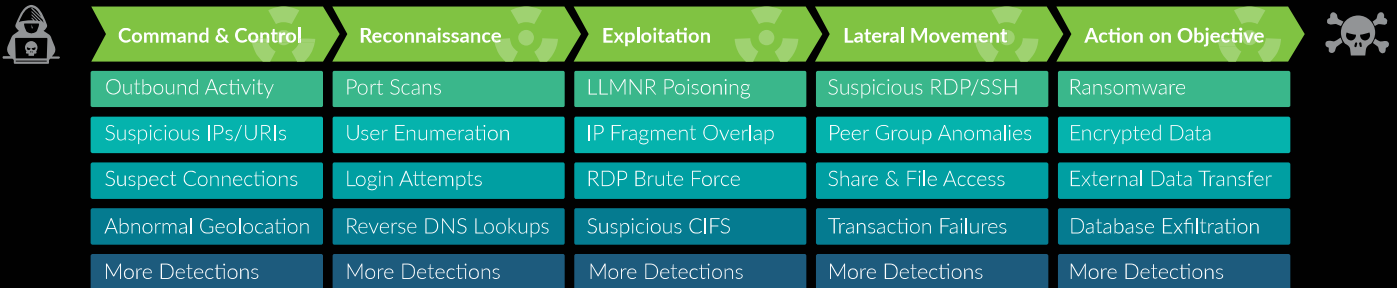 Command & Control
Reconnaissance
Exploitation
Lateral Movement
Action on Objective
Outbound Activity
Port Scans
LLMNR Poisoning
Suspicious RDP/SSH
Ransomware
Suspicious IPs/URIs
User Enumeration
IP Fragment Overlap
Peer Group Anomalies
Encrypted Data
Suspect Connections
Login Attempts
RDP Brute Force
Share & File Access
External Data Transfer
Abnormal Geolocation
Reverse DNS Lookups
Suspicious CIFS
Transaction Failures
Database Exfiltration
More Detections
More Detections
More Detections
More Detections
More Detections